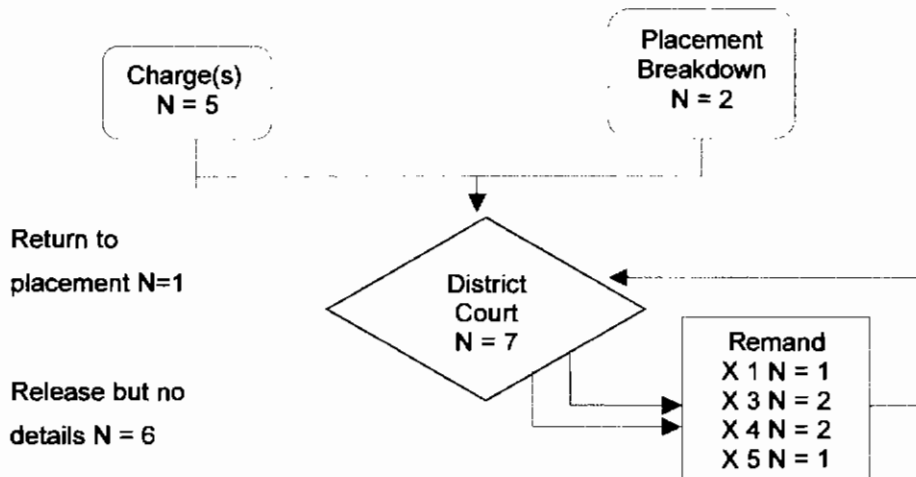 Charge(s)
N = 5
Placement
Breakdown
N = 2
Return to
placement N=1
District
Court
N = 7
Remand
X 1 N = 1
X 3 N = 2
X 4 N = 2
X 5 N = 1
Release but no
details N = 6